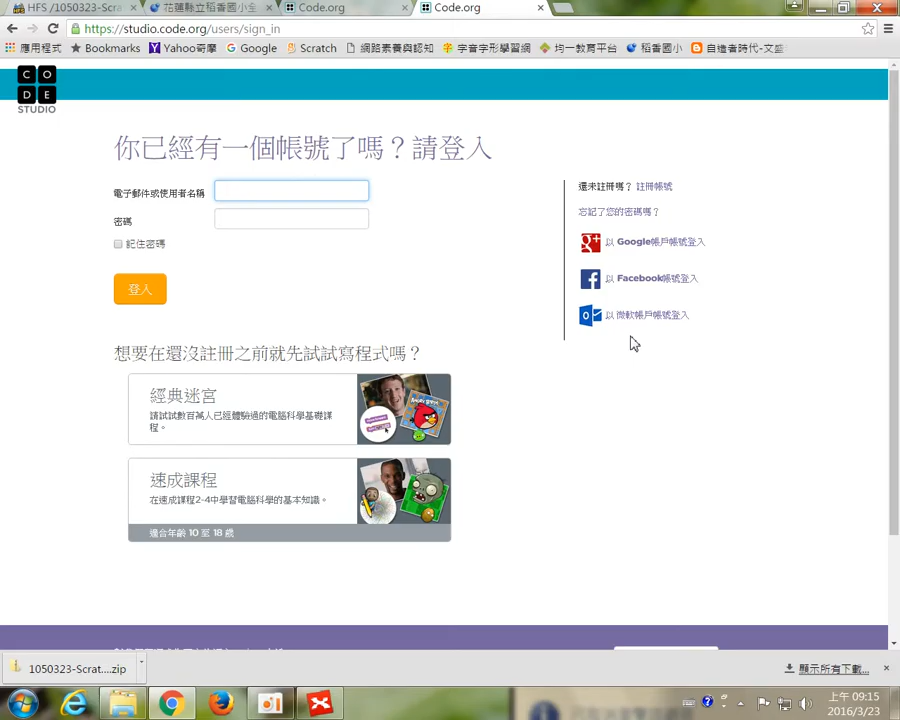 HFS /1050323-Scrat
花蓮縣立稻香國小全
Code.org
Code.org
https://studio.code.org/users/sign_in
應用程式
Bookmarks
Yahoo奇摩
Google
Scratch
網路素養與認知
字音字形學習網
均一教育平台
稻香國小
自造者時代-文盛
C O
D E
STUDIO
你已經有一個帳號了嗎？請登入
電子郵件或使用者名稱
密碼
記住密碼
登入
還未註冊嗎？ 註冊帳號
忘記了您的密碼嗎？
以 Google帳戶帳號登入
以 Facebook帳號登入
以 微軟帳戶帳號登入
想要在還沒註冊之前就先試試寫程式嗎？
經典迷宮
請試試數百萬人已經體驗過的電腦科學基礎課
程。
速成課程
在速成課程2-4中學習電腦科學的基本知識。
適合年齡 10 至 18 歲
1050323-Scrat....zip
顯示所有下載...
上午 09:15
2016/3/23